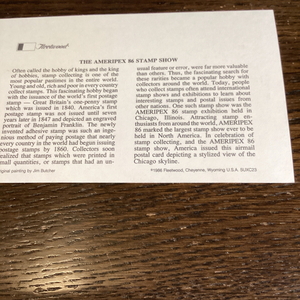 Fleetwood
THE AMERIPEX 86 STAMP SHOW
Often called the hobby of kings and the king
of hobbies, stamp collecting is one of the
most popular pastimes in the entire world.
Young and old, rich and poor in every country
collect stamps. This fascinating hobby began
with the issuance of the world's first postage
stamp — Great Britain's one-penny stamp
which was issued in 1840. America's first
postage stamp was not issued until seven
years later in 1847 and depicted an engraved
portrait of Benjamin Franklin. The newly
invented adhesive stamp was such an inge-
nious method of paying postage that nearly
every country in the world had begun issuing
postage stamps by 1860. Collectors soon
realized that stamps which were printed in
small quantities, or stamps that had an un-
usual feature or error, were far more valuable
than others. Thus, the fascinating search for
these rarities became a popular hobby with
collectors around the world. Today, people
who collect stamps often attend international
stamp shows and exhibitions to learn about
interesting stamps and postal issues from
other nations. One such stamp show was the
AMERIPEX 86 stamp exhibition held in
Chicago, Illinois. Attracting stamp en-
thusiasts from around the world, AMERIPEX
86 marked the largest stamp show ever to be
held in North America. In celebration of
stamp collecting, and the AMERIPEX 86
stamp show, America issued this airmail
postal card depicting a stylized view of the
Chicago skyline.
Original painting by Jim Butcher
Fleetwood, Cheyenne, Wyoming U.S.A.